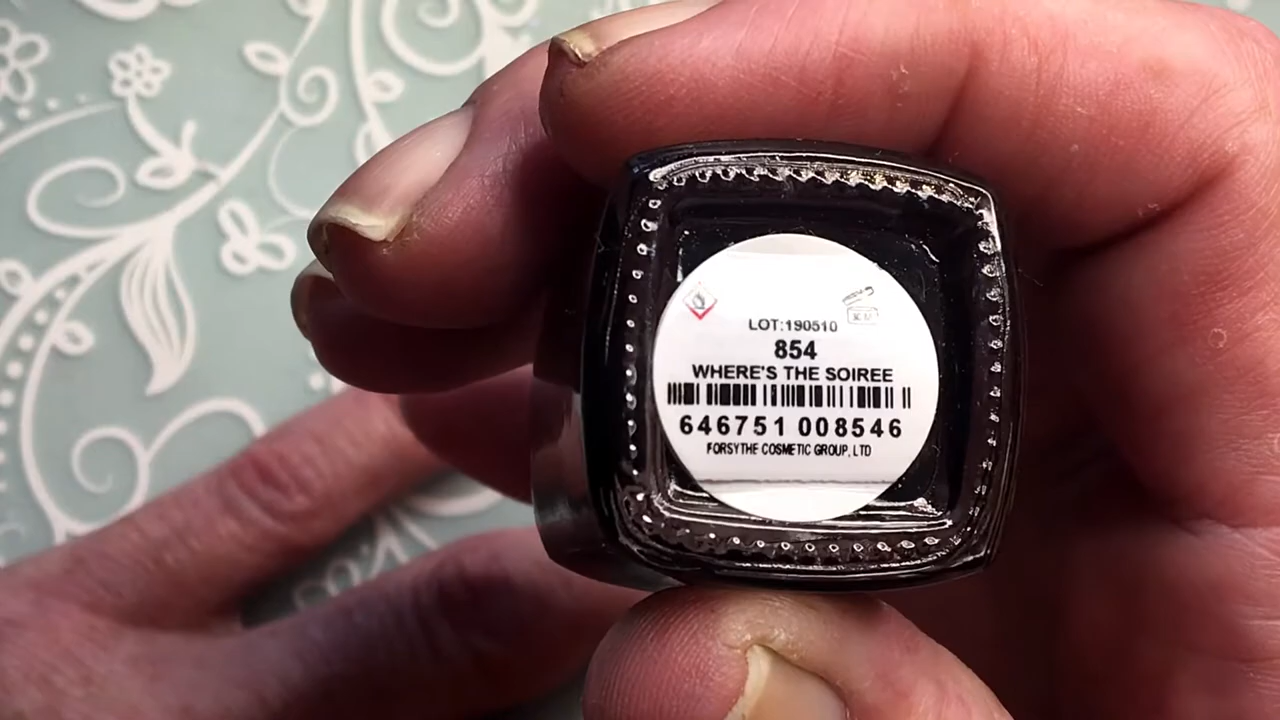 LOT:190510
854
WHERE'S THE SOIREE
646751 008546
FORSYTHE COSMETIC GROUP, LTD